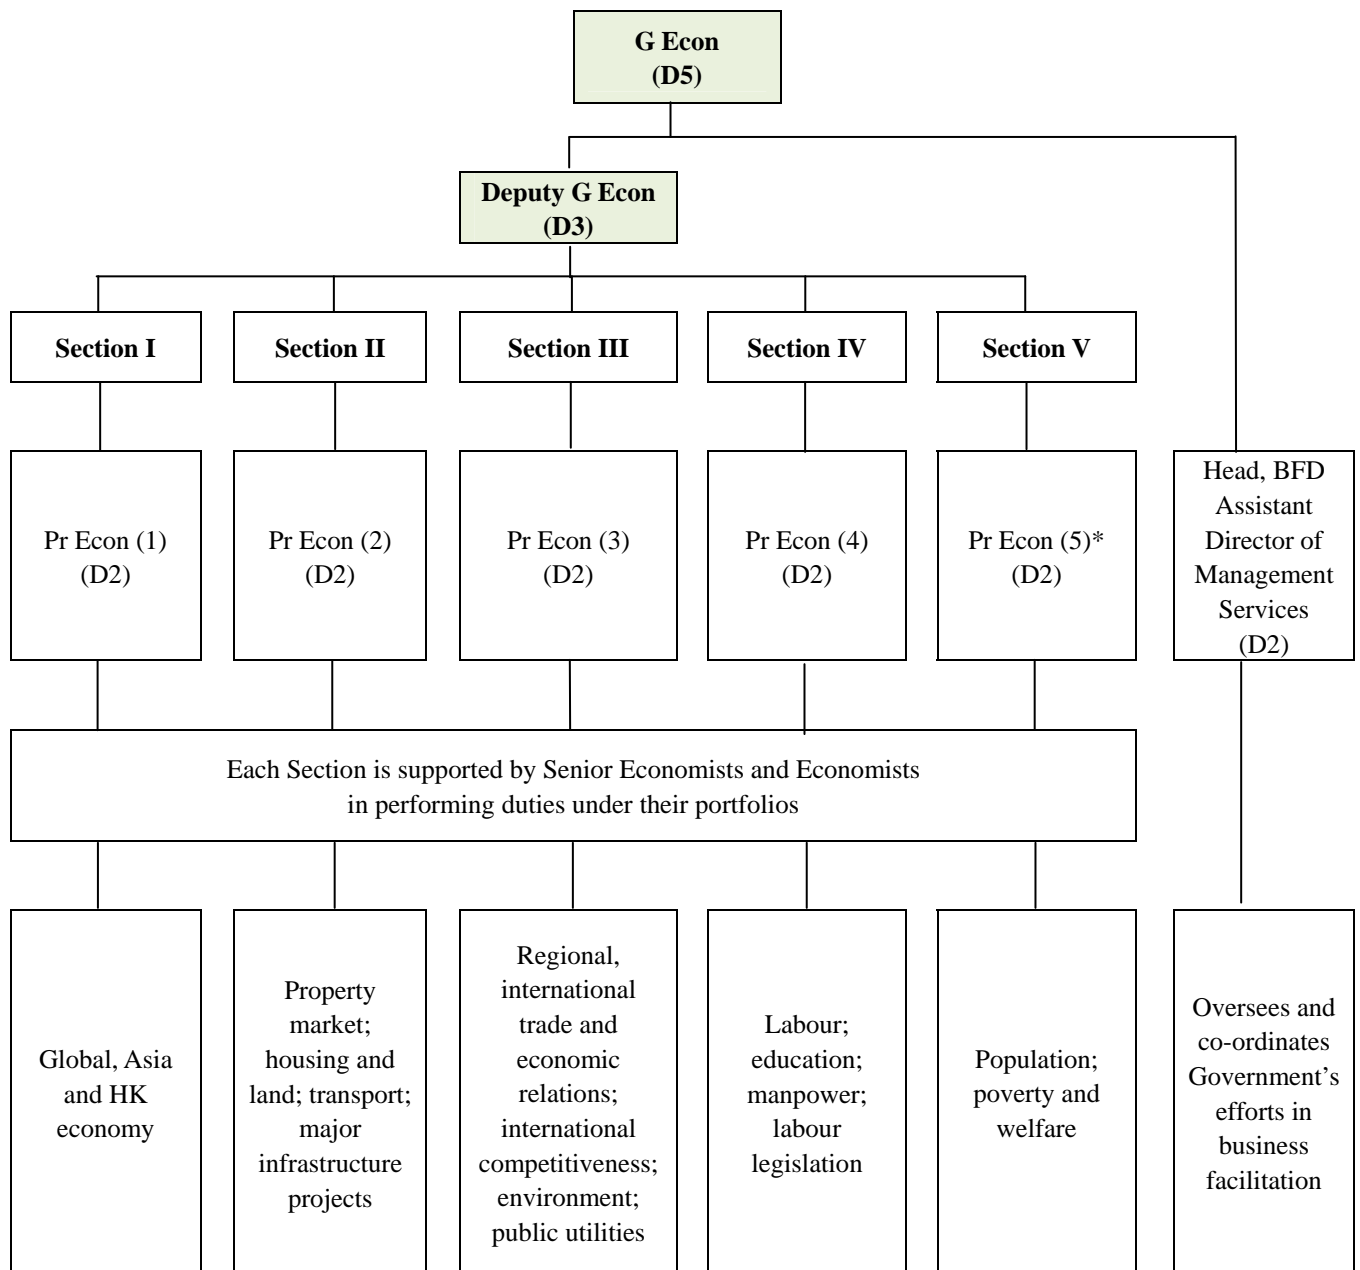 G Econ
(D5)
Deputy G Econ
(D3)
Section I
Section II
Section III
Section IV
Section V
Pr Econ (1)
(D2)
Pr Econ (2)
(D2)
Pr Econ (3)
(D2)
Pr Econ (4)
(D2)
Pr Econ (5)*
(D2)
Head, BFD
Assistant
Director of
Management
Services
(D2)
Each Section is supported by Senior Economists and Economists
in performing duties under their portfolios
Global, Asia
and HK
economy
Property
market;
housing and
land; transport;
major
infrastructure
projects
Regional,
international
trade and
economic
relations;
international
competitiveness;
environment;
public utilities
Labour;
education;
manpower;
labour
legislation
Population;
poverty and
welfare
Oversees and
co-ordinates
Government’s
efforts in
business
facilitation